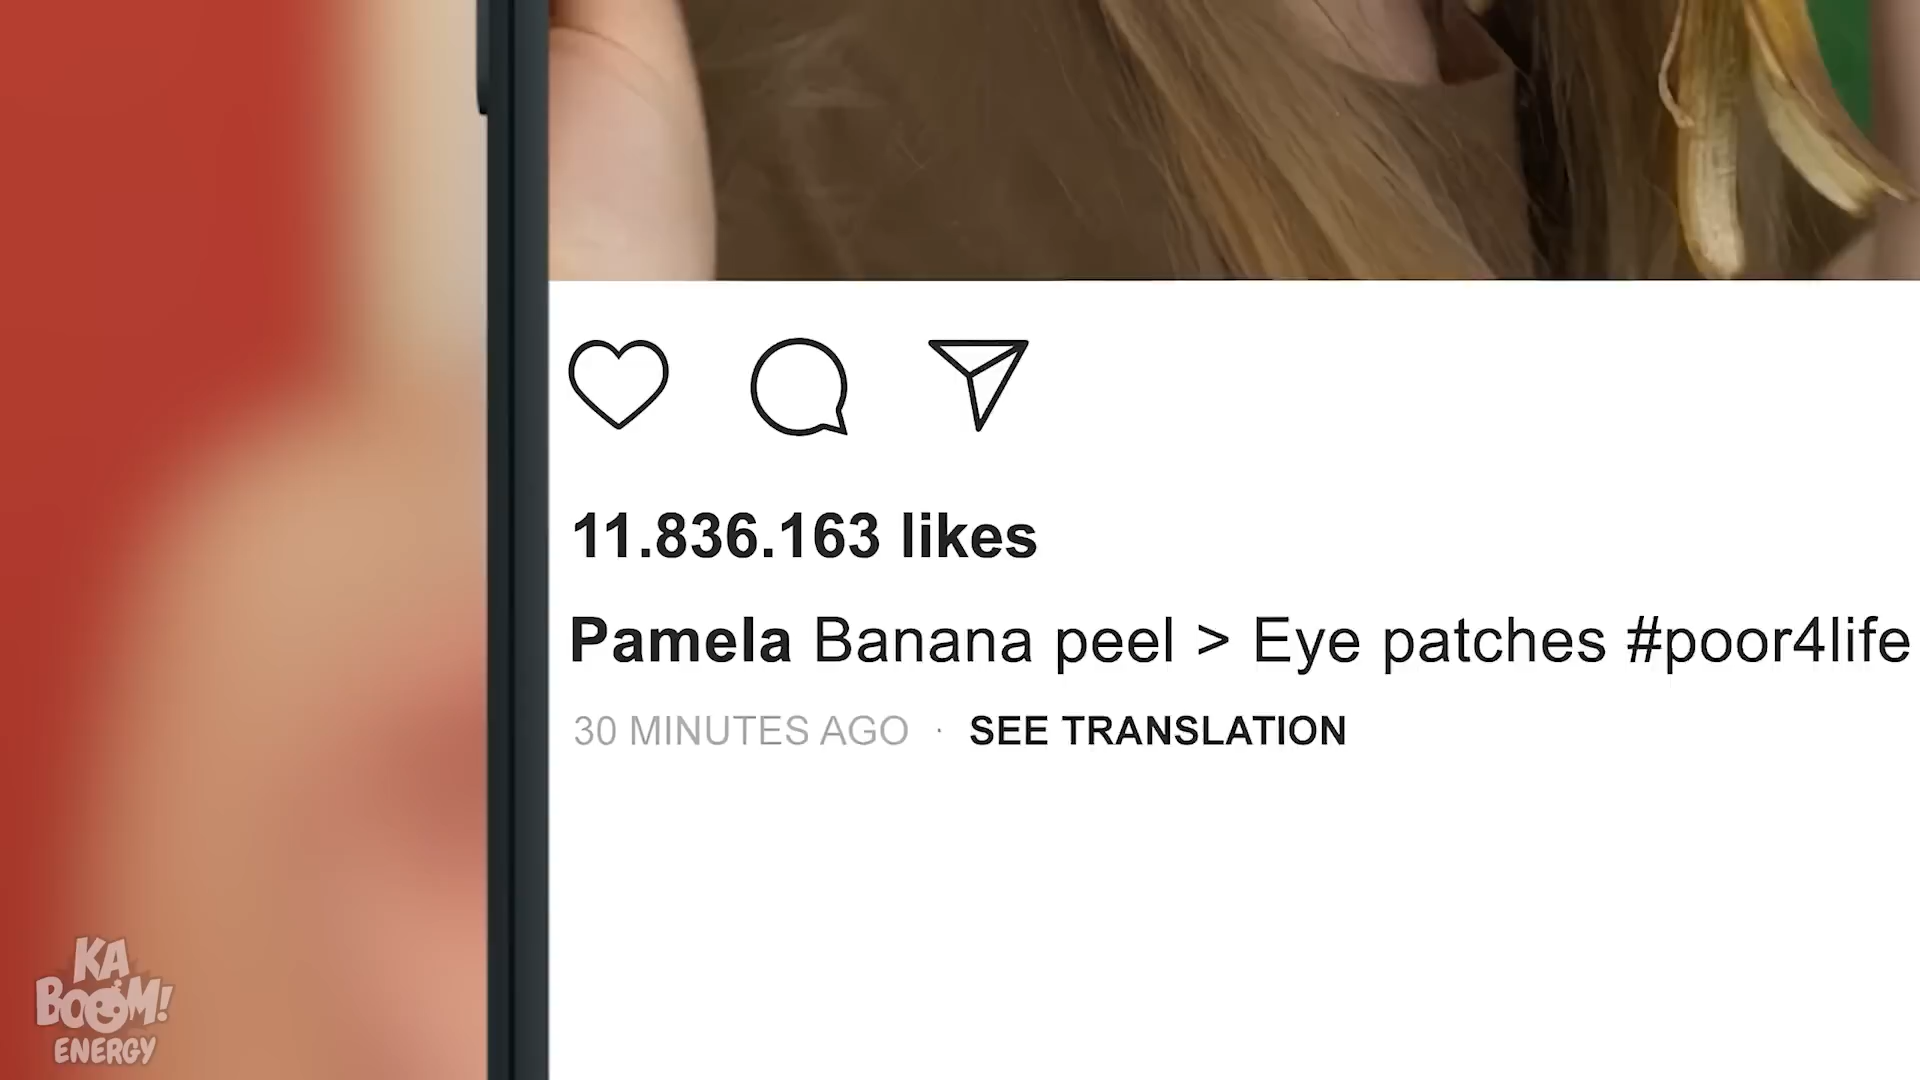 11.836.163 likes
Pamela Banana peel > Eye patches #poor4life
30 MINUTES AGO · SEE TRANSLATION
KA
BOOM!
ENERGY